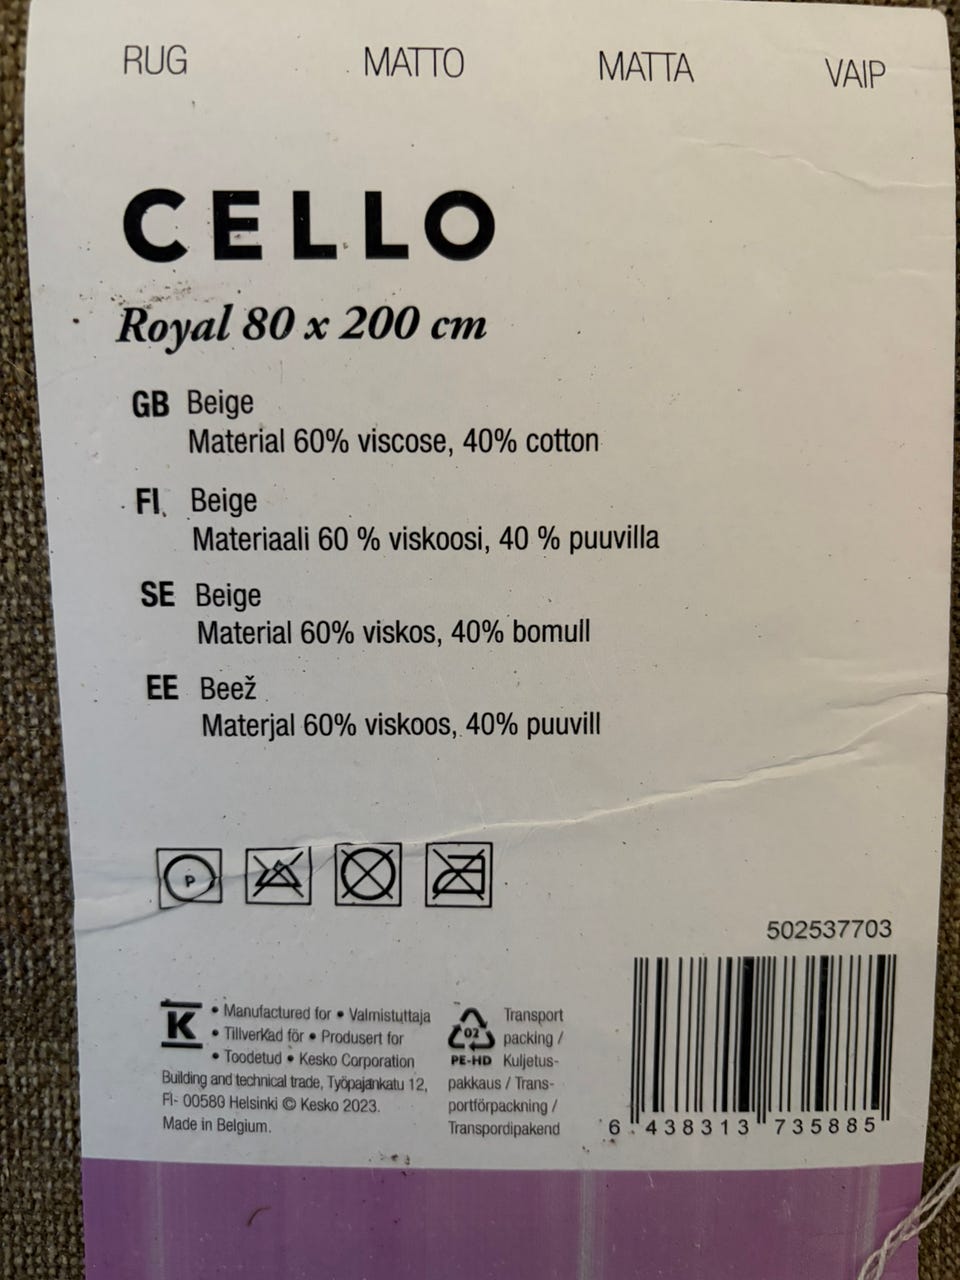 RUG MATTO MATTA VAIP
CELLO
Royal 80 x 200 cm
GB Beige
Material 60% viscose, 40% cotton
FI Beige
Materiaali 60 % viskoosi, 40 % puuvilla
SE Beige
Material 60% viskos, 40% bomull
EE Beež
Materjal 60% viskoos, 40% puuvill
P
502537703
K
• Manufactured for • Valmistuttaja
• Tillverkad för • Produsert for
• Toodetud • Kesko Corporation
Building and technical trade, Työpajankatu 12,
FI- 00580 Helsinki © Kesko 2023.
Made in Belgium.
02
PE-HD
Transport
packing /
Kuljetus-
pakkaus / Trans-
portförpackning /
Transpordipakend
6 438313 735885